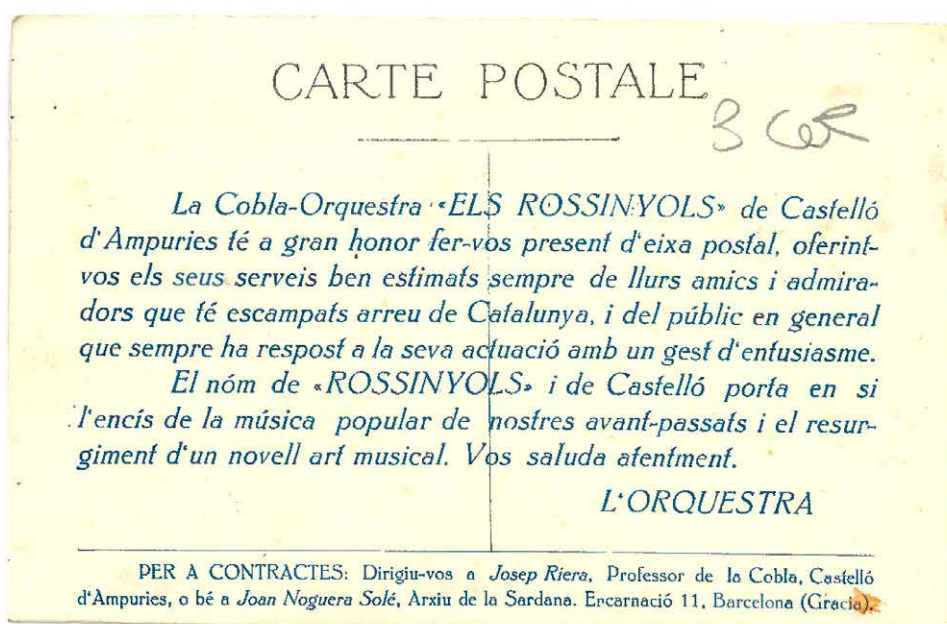 CARTE POSTALE
La Cobla-Orquestra «ELS ROSSINYOLS» de Castelló
d'Ampuries té a gran honor fer-vos present d'eixa postal, oferint-
vos els seus serveis ben estimats sempre de llurs amics i admira-
dors que té escampats arreu de Catalunya, i del públic en general
que sempre ha respost a la seva actuació amb un gest d'entusiasme.
El nóm de «ROSSINYOLS» i de Castelló porta en si
l'encís de la música popular de nostres avant-passats i el resur-
giment d'un novell art musical. Vos saluda atentment.
L'ORQUESTRA
PER A CONTRACTES: Dirigiu-vos a Josep Riera, Professor de la Cobla, Castelló
d'Ampuries, o bé a Joan Noguera Solé, Arxiu de la Sardana. Encarnació 11, Barcelona (Gracia).